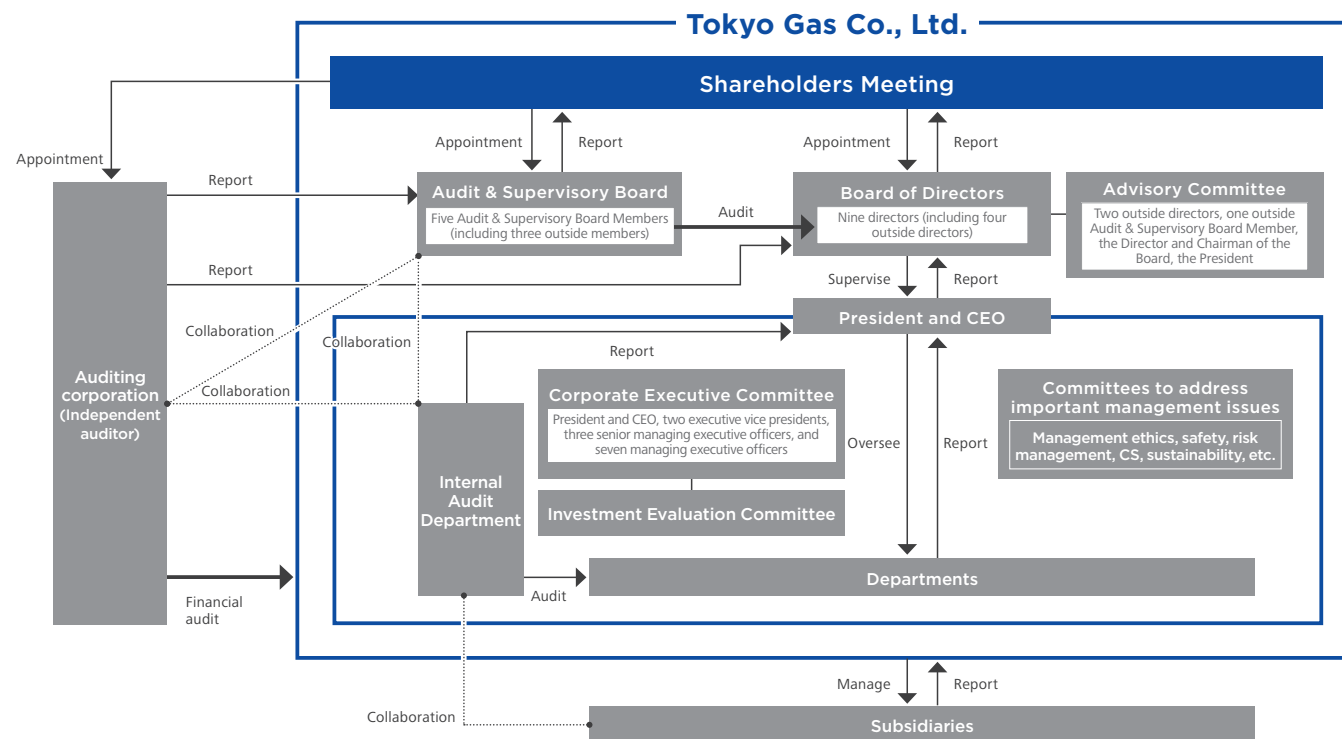 Tokyo Gas Co., Ltd.
Shareholders Meeting
Appointment
Appointment
Report
Appointment
Report
Report
Audit & Supervisory Board
Five Audit & Supervisory Board Members
(including three outside members)
Audit
Board of Directors
Nine directors (including four
outside directors)
Advisory Committee
Two outside directors, one outside
Audit & Supervisory Board Member,
the Director and Chairman of the
Board, the President
Report
Supervise
Report
President and CEO
Collaboration
Collaboration
Collaboration
Report
Auditing
corporation
(Independent
auditor)
Corporate Executive Committee
President and CEO, two executive vice presidents,
three senior managing executive officers, and
seven managing executive officers
Oversee
Report
Committees to address
important management issues
Management ethics, safety, risk
management, CS, sustainability, etc.
Internal
Audit
Department
Investment Evaluation Committee
Departments
Audit
Financial
audit
Manage
Report
Collaboration
Subsidiaries